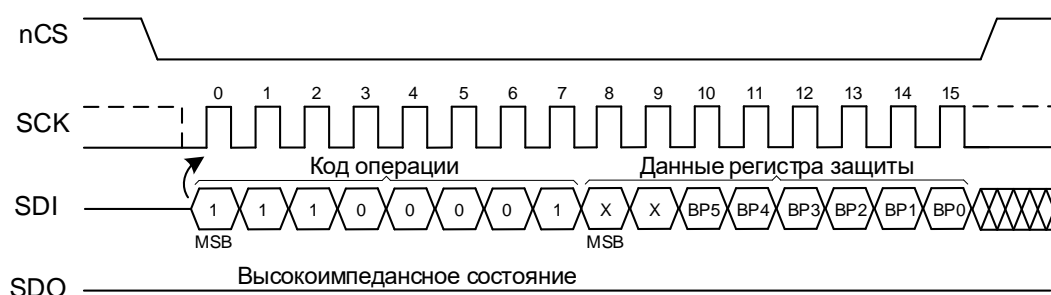 nCS
0 1 2 3 4 5 6 7 8 9 10 11 12 13 14 15
SCK
Код операции Данные регистра защиты
SDI 1 1 1 0 0 0 0 1 X X BP5 BP4 BP3 BP2 BP1 BP0
MSB MSB
Высокоимпедансное состояние
SDO